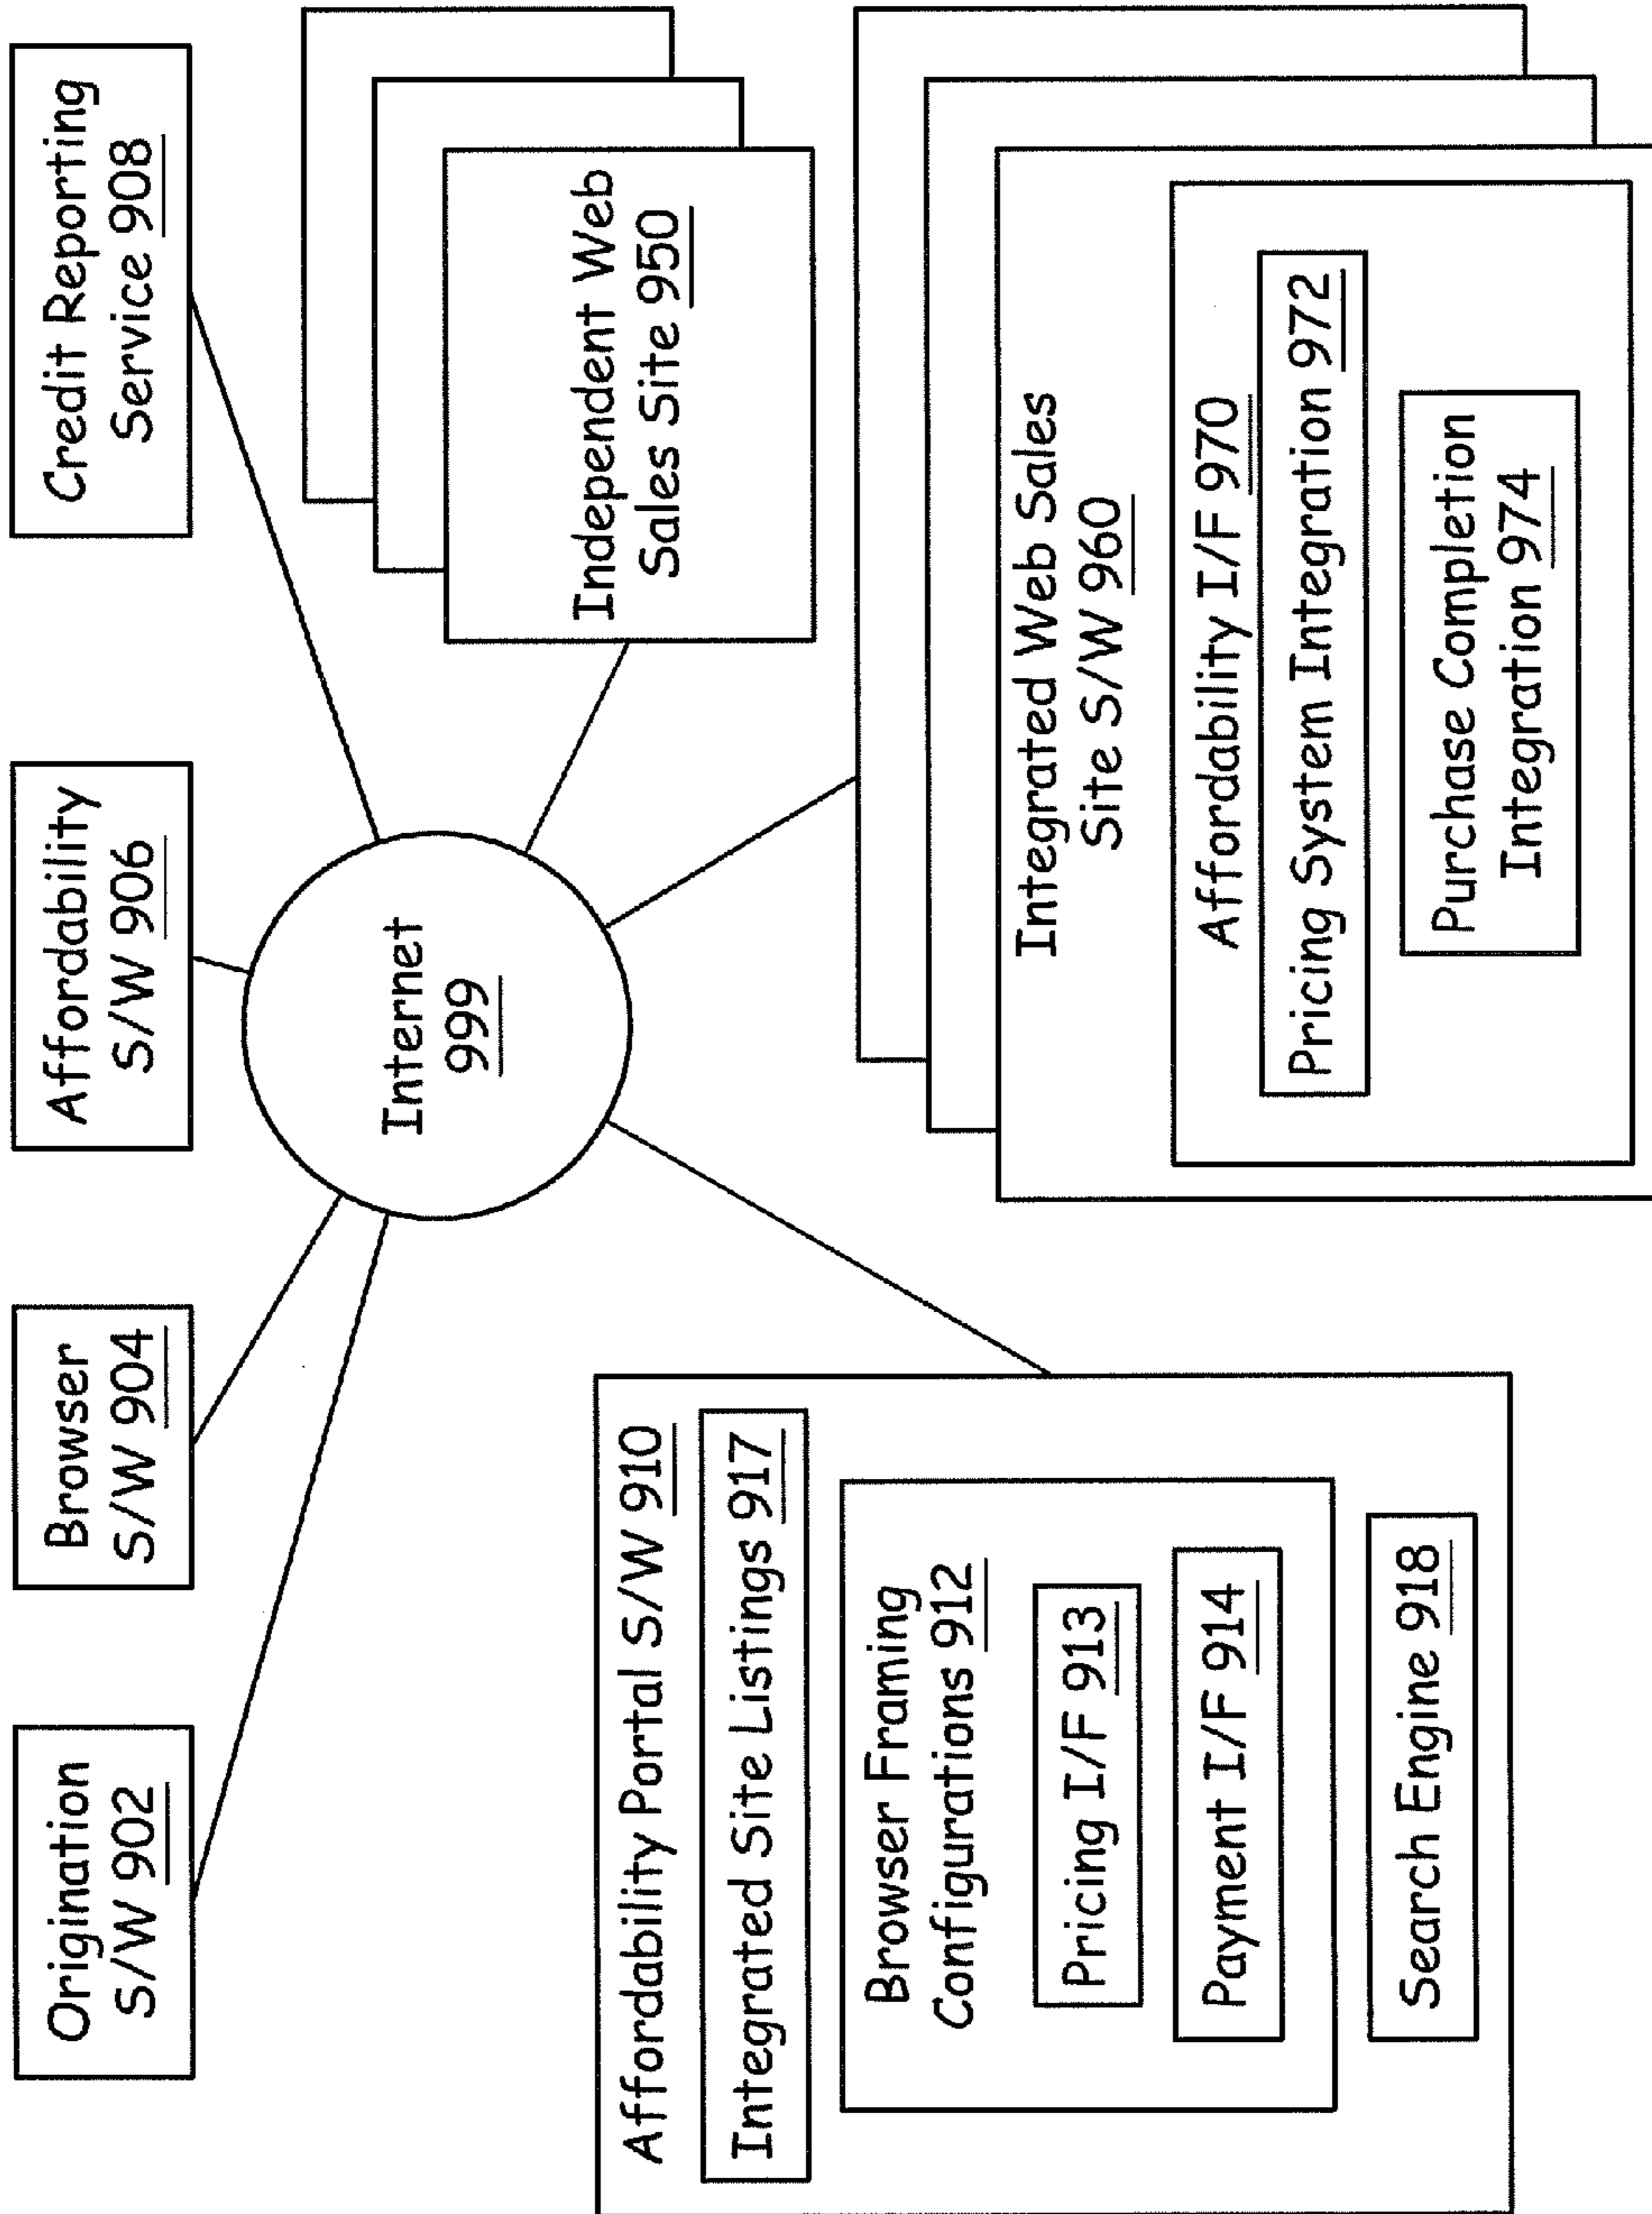 Origination
S/W 902
Browser
S/W 904
Affordability
S/W 906
Credit Reporting
Service 908
Internet
999
Independent Web
Sales Site 950
Affordability Portal S/W 910
Integrated Site Listings 917
Browser Framing
Configurations 912
Pricing I/F 913
Payment I/F 914
Search Engine 918
Integrated Web Sales
Site S/W 960
Affordability I/F 970
Pricing System Integration 972
Purchase Completion
Integration 974